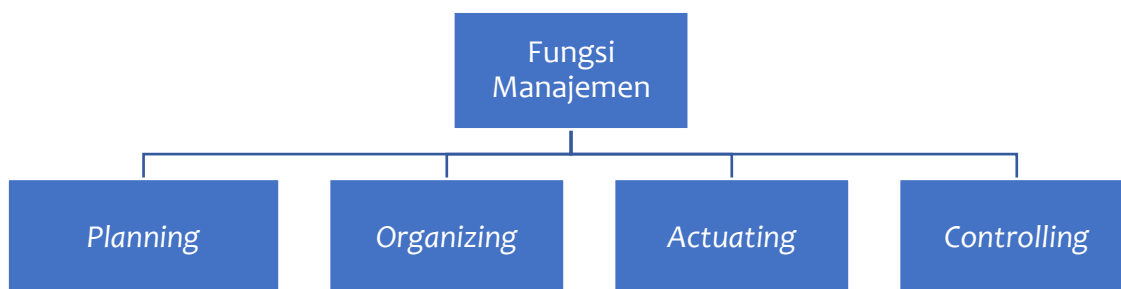 Fungsi
Manajemen
Planning
Organizing
Actuating
Controlling